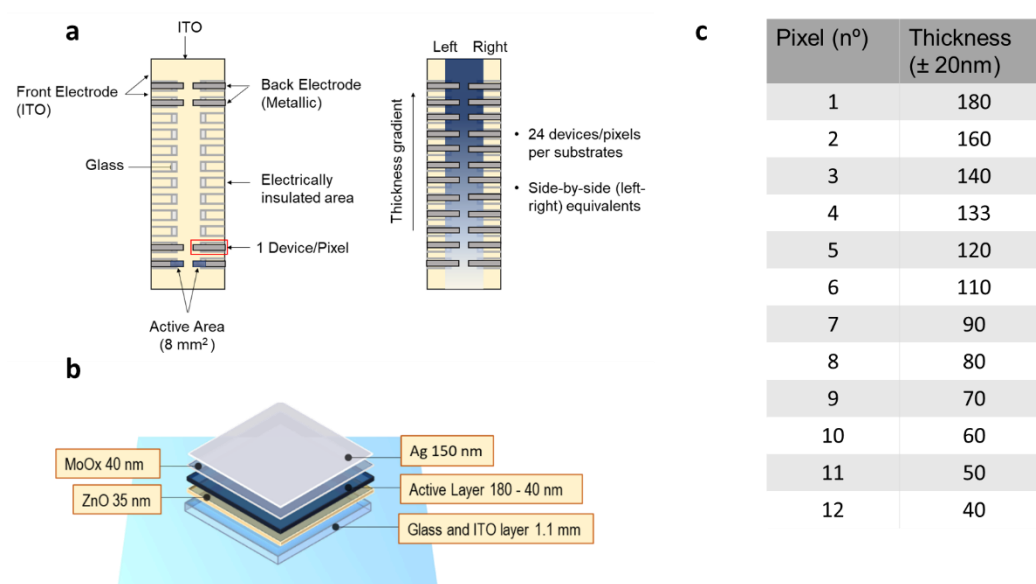 a
ITO
Front Electrode
(ITO)
Back Electrode
(Metallic)
Glass
Electrically
insulated area
1 Device/Pixel
Active Area
(8 mm²)
Left Right
Thickness gradient
• 24 devices/pixels
per substrates
• Side-by-side (left-
right) equivalents
b
MoOx 40 nm
ZnO 35 nm
Ag 150 nm
Active Layer 180 - 40 nm
Glass and ITO layer 1.1 mm
c
Pixel (nº) Thickness
(± 20nm)
1 180
2 160
3 140
4 133
5 120
6 110
7 90
8 80
9 70
10 60
11 50
12 40